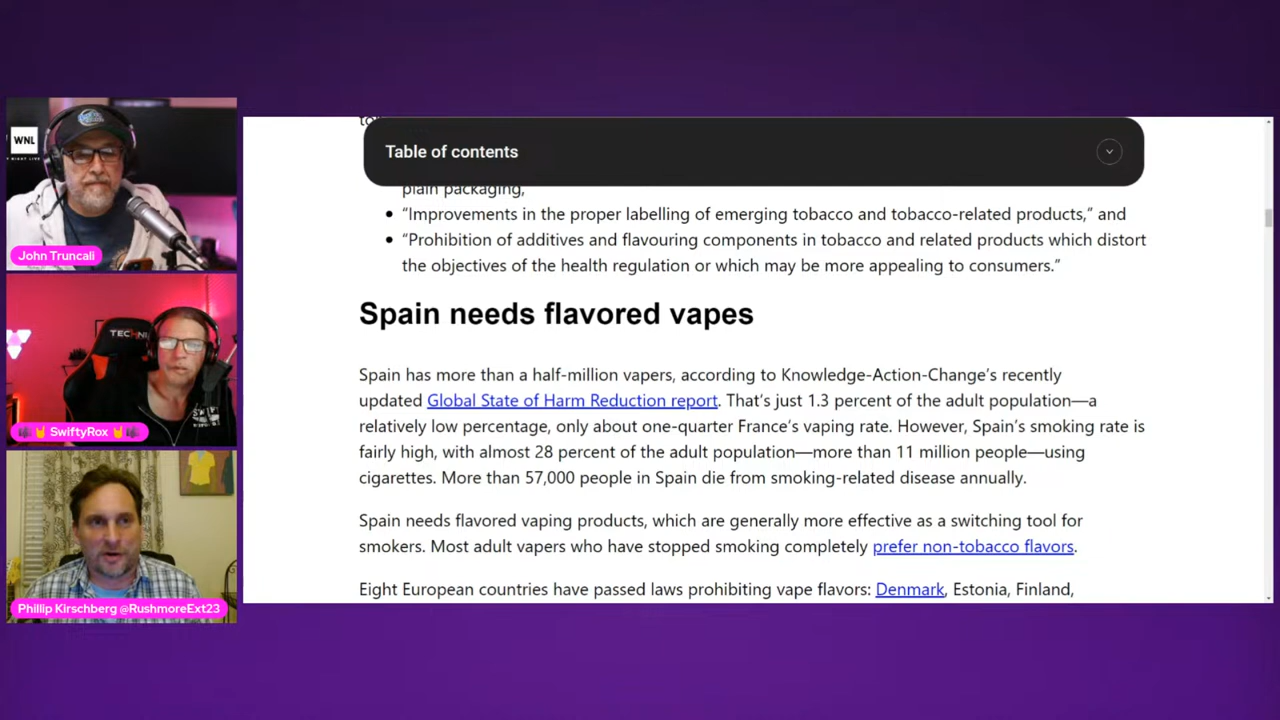 WNL
Y RIGHT LIVE
John Truncali
TECHNI
🤘 SwiftyRox 🤘
Phillip Kirschberg @RushmoreExt23
Table of contents
plain packaging,
• “Improvements in the proper labelling of emerging tobacco and tobacco-related products,” and
• “Prohibition of additives and flavouring components in tobacco and related products which distort
the objectives of the health regulation or which may be more appealing to consumers.”
Spain needs flavored vapes
Spain has more than a half-million vapers, according to Knowledge-Action-Change’s recently
updated Global State of Harm Reduction report. That’s just 1.3 percent of the adult population—a
relatively low percentage, only about one-quarter France’s vaping rate. However, Spain’s smoking rate is
fairly high, with almost 28 percent of the adult population—more than 11 million people—using
cigarettes. More than 57,000 people in Spain die from smoking-related disease annually.
Spain needs flavored vaping products, which are generally more effective as a switching tool for
smokers. Most adult vapers who have stopped smoking completely prefer non-tobacco flavors.
Eight European countries have passed laws prohibiting vape flavors: Denmark, Estonia, Finland,